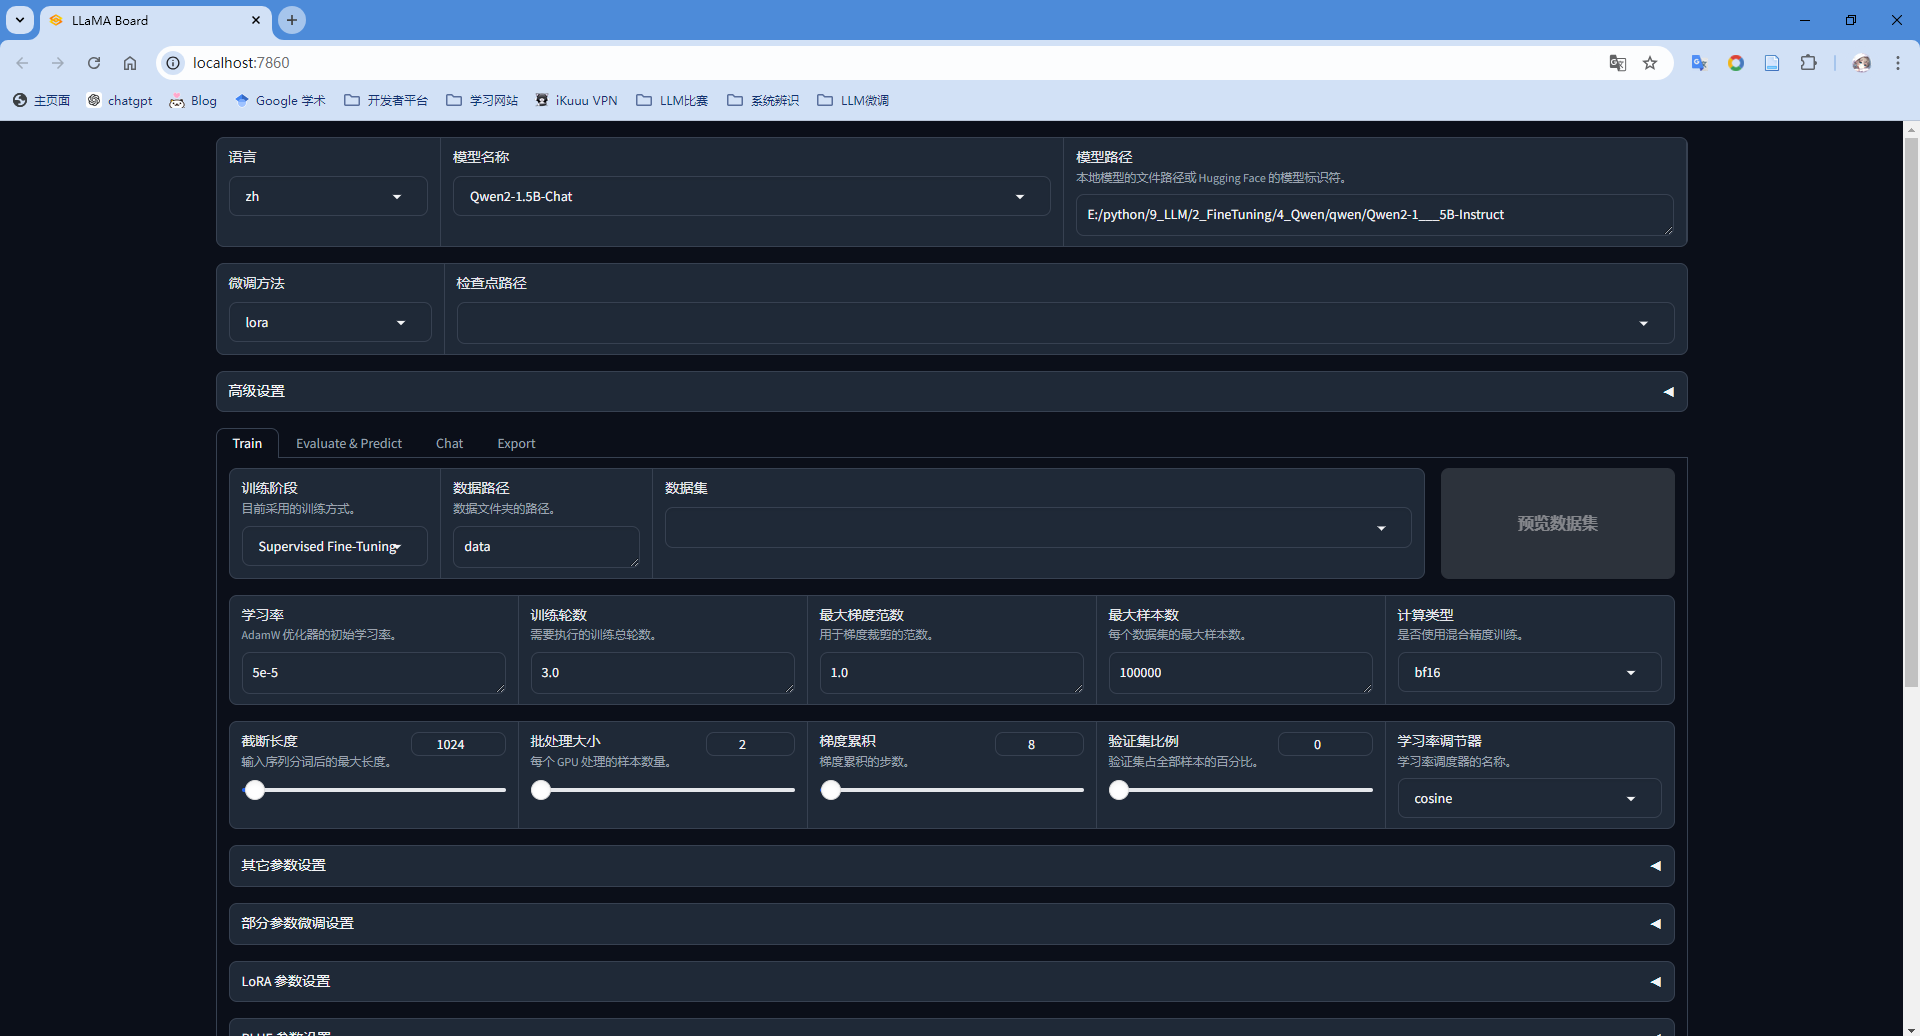 LLaMA Board
localhost:7860
主页面 chatgpt Blog Google 学术 开发者平台 学习网站 iKuuu VPN LLM比赛 系统辨识 LLM微调
语言 模型名称 模型路径
本地模型的文件路径或 Hugging Face 的模型标识符。
zh Qwen2-1.5B-Chat
E:/python/9_LLM/2_FineTuning/4_Qwen/qwen/Qwen2-1___5B-Instruct
微调方法 检查点路径
lora
高级设置
Train Evaluate & Predict Chat Export
训练阶段 数据路径 数据集
目前采用的训练方式。 数据文件夹的路径。
预览数据集
Supervised Fine-Tuning data
学习率 训练轮数 最大梯度范数 最大样本数 计算类型
AdamW 优化器的初始学习率。 需要执行的训练总轮数。 用于梯度裁剪的范数。 每个数据集的最大样本数。 是否使用混合精度训练。
5e-5 3.0 1.0 100000 bf16
截断长度 1024 批处理大小 2 梯度累积 8 验证集比例 0 学习率调节器
输入序列分词后的最大长度。 每个 GPU 处理的样本数量。 梯度累积的步数。 验证集占全部样本的百分比。 学习率调度器的名称。
cosine
其它参数设置
部分参数微调设置
LoRA 参数设置